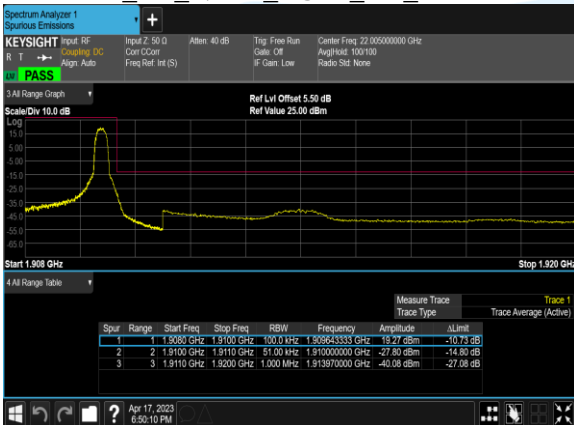 Spectrum Analyzer 1
Spurious Emissions
KEYSIGHT
Input: RF
Coupling: DC
Align: Auto
Input Z: 50 Ω
Corr CCorr
Freq Ref: Int (S)
Atten: 40 dB
Trig: Free Run
Gate: Off
IF Gain: Low
Center Freq: 22.005000000 GHz
Avg|Hold: 100/100
Radio Std: None
R T
LW PASS
3 All Range Graph
Scale/Div 10.0 dB
Ref Lvl Offset 5.50 dB
Ref Value 25.00 dBm
Log
15.0
5.00
-5.00
-15.0
-25.0
-35.0
-45.0
-55.0
-65.0
Start 1.908 GHz
Stop 1.920 GHz
4 All Range Table
Measure Trace Trace 1
Trace Type Trace Average (Active)
Spur Range Start Freq Stop Freq RBW Frequency Amplitude ΔLimit
1 1 1.9080 GHz 1.9100 GHz 100.0 kHz 1.909643333 GHz 19.27 dBm -10.73 dB
2 2 1.9100 GHz 1.9110 GHz 51.00 kHz 1.910000000 GHz -27.80 dBm -14.80 dB
3 3 1.9110 GHz 1.9200 GHz 1.000 MHz 1.913970000 GHz -40.08 dBm -27.08 dB
?
Apr 17, 2023
6:50:10 PM